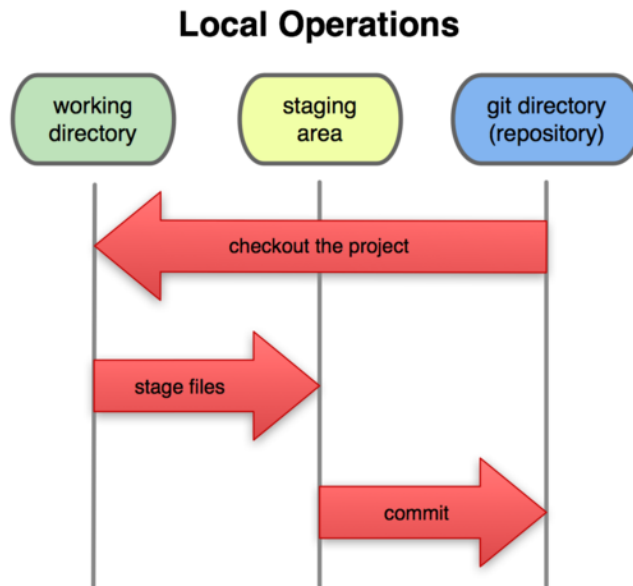 Local Operations
working
directory
staging
area
git directory
(repository)
checkout the project
stage files
commit